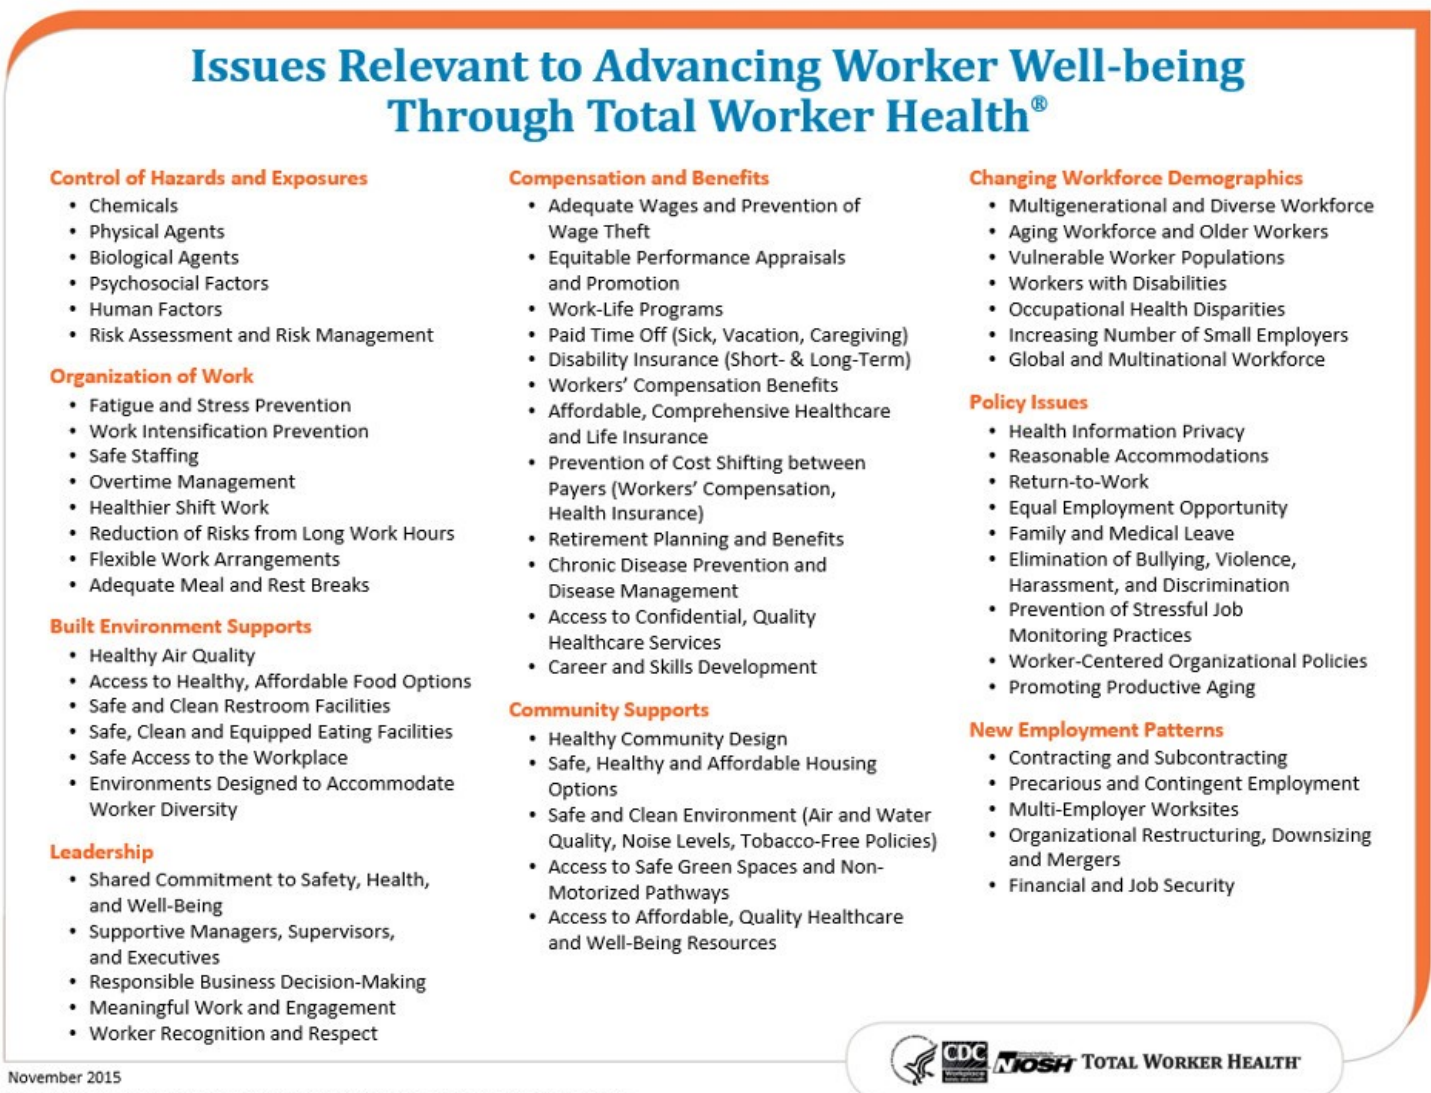 Issues Relevant to Advancing Worker Well-being
Through Total Worker Health®
Control of Hazards and Exposures
• Chemicals
• Physical Agents
• Biological Agents
• Psychosocial Factors
• Human Factors
• Risk Assessment and Risk Management
Organization of Work
• Fatigue and Stress Prevention
• Work Intensification Prevention
• Safe Staffing
• Overtime Management
• Healthier Shift Work
• Reduction of Risks from Long Work Hours
• Flexible Work Arrangements
• Adequate Meal and Rest Breaks
Built Environment Supports
• Healthy Air Quality
• Access to Healthy, Affordable Food Options
• Safe and Clean Restroom Facilities
• Safe, Clean and Equipped Eating Facilities
• Safe Access to the Workplace
• Environments Designed to Accommodate
Worker Diversity
Leadership
• Shared Commitment to Safety, Health,
and Well-Being
• Supportive Managers, Supervisors,
and Executives
• Responsible Business Decision-Making
• Meaningful Work and Engagement
• Worker Recognition and Respect
Compensation and Benefits
• Adequate Wages and Prevention of
Wage Theft
• Equitable Performance Appraisals
and Promotion
• Work-Life Programs
• Paid Time Off (Sick, Vacation, Caregiving)
• Disability Insurance (Short- & Long-Term)
• Workers’ Compensation Benefits
• Affordable, Comprehensive Healthcare
and Life Insurance
• Prevention of Cost Shifting between
Payers (Workers’ Compensation,
Health Insurance)
• Retirement Planning and Benefits
• Chronic Disease Prevention and
Disease Management
• Access to Confidential, Quality
Healthcare Services
• Career and Skills Development
Community Supports
• Healthy Community Design
• Safe, Healthy and Affordable Housing
Options
• Safe and Clean Environment (Air and Water
Quality, Noise Levels, Tobacco-Free Policies)
• Access to Safe Green Spaces and Non-
Motorized Pathways
• Access to Affordable, Quality Healthcare
and Well-Being Resources
Changing Workforce Demographics
• Multigenerational and Diverse Workforce
• Aging Workforce and Older Workers
• Vulnerable Worker Populations
• Workers with Disabilities
• Occupational Health Disparities
• Increasing Number of Small Employers
• Global and Multinational Workforce
Policy Issues
• Health Information Privacy
• Reasonable Accommodations
• Return-to-Work
• Equal Employment Opportunity
• Family and Medical Leave
• Elimination of Bullying, Violence,
Harassment, and Discrimination
• Prevention of Stressful Job
Monitoring Practices
• Worker-Centered Organizational Policies
• Promoting Productive Aging
New Employment Patterns
• Contracting and Subcontracting
• Precarious and Contingent Employment
• Multi-Employer Worksites
• Organizational Restructuring, Downsizing
and Mergers
• Financial and Job Security
November 2015
CDC NIOSH TOTAL WORKER HEALTH